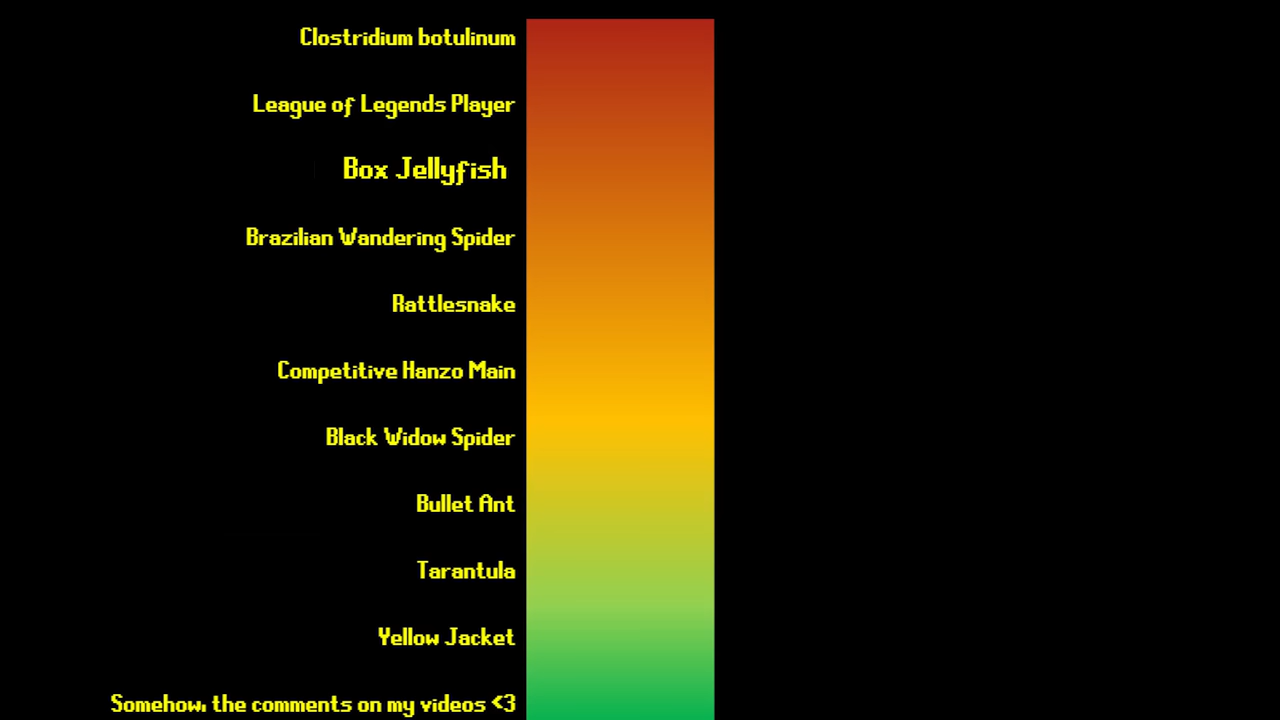 Clostridium botulinum
League of Legends Player
Box Jellyfish
Brazilian Wandering Spider
Rattlesnake
Competitive Hanzo Main
Black Widow Spider
Bullet Ant
Tarantula
Yellow Jacket
Somehow, the comments on my videos <3